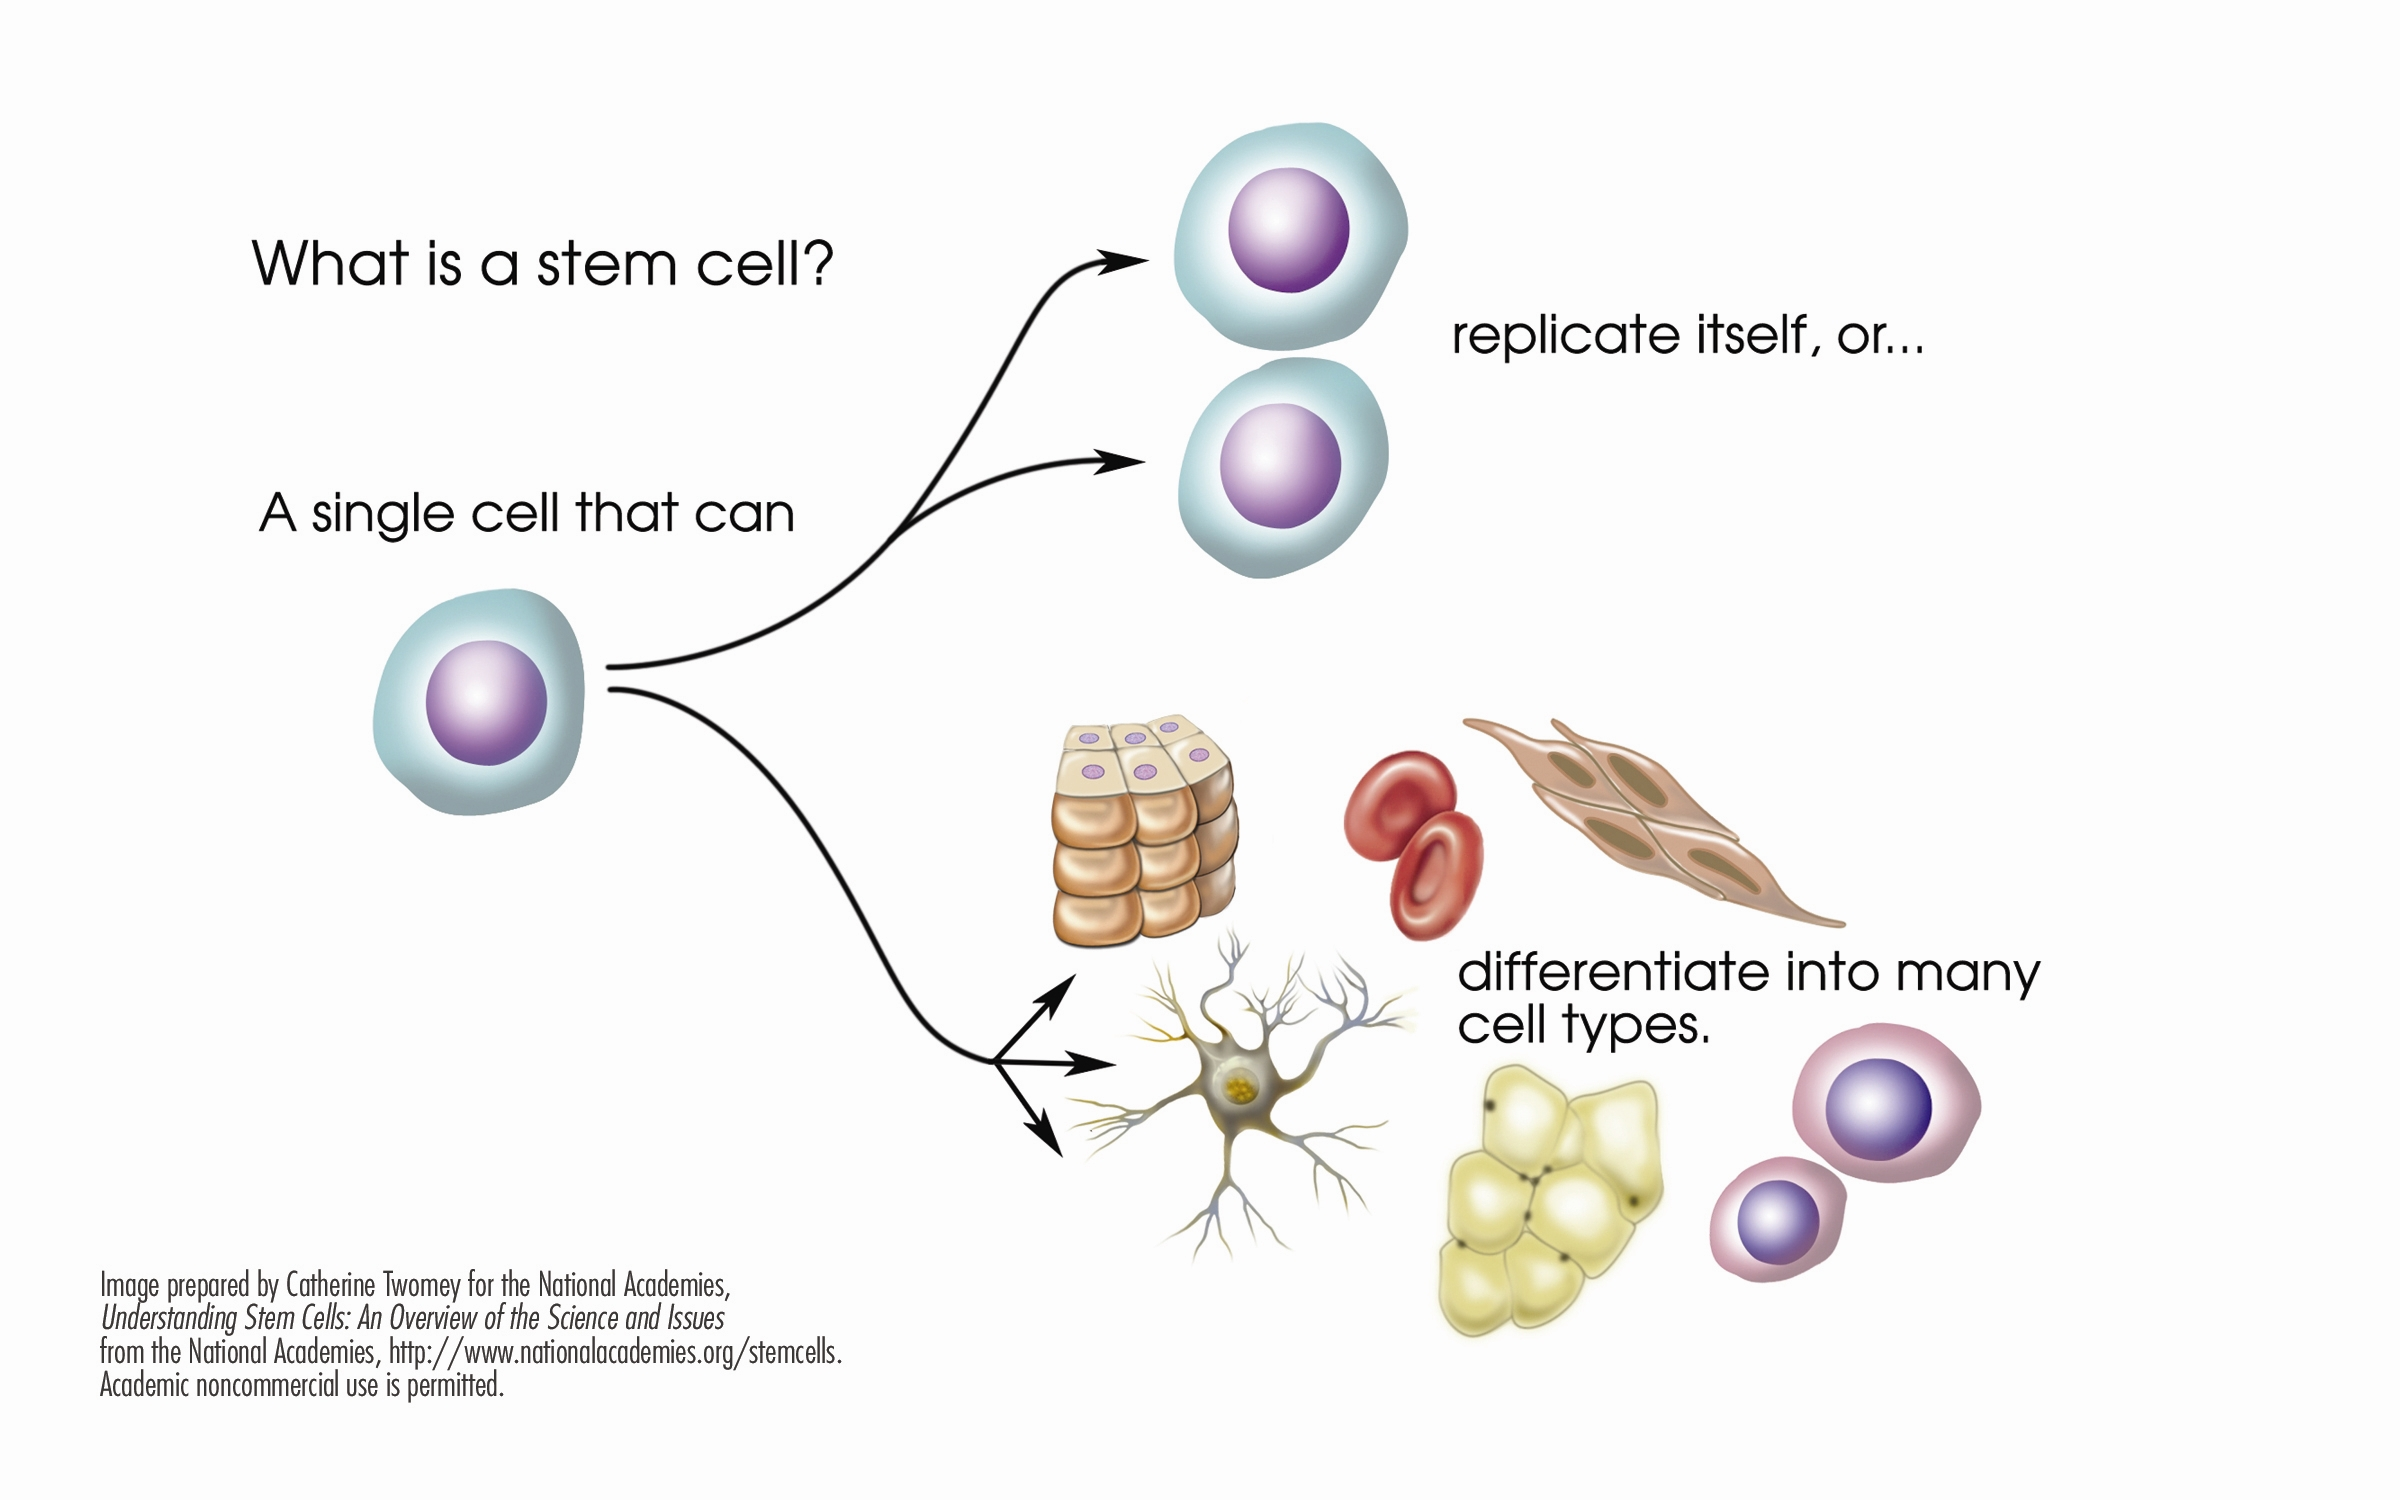 What is a stem cell?
A single cell that can
replicate itself, or...
differentiate into many
cell types.
Image prepared by Catherine Twomey for the National Academies,
Understanding Stem Cells: An Overview of the Science and Issues
from the National Academies, http://www.nationalacademies.org/stemcells.
Academic noncommercial use is permitted.